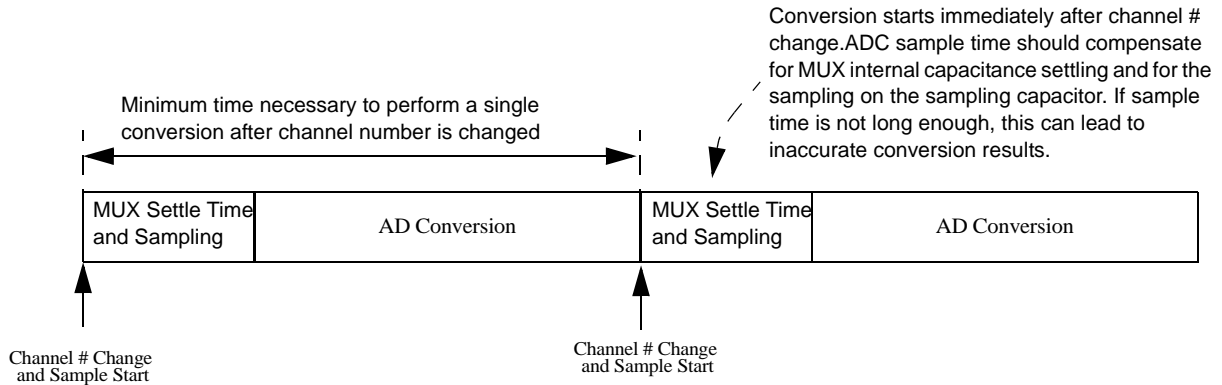 Conversion starts immediately after channel #
change.ADC sample time should compensate
for MUX internal capacitance settling and for the
sampling on the sampling capacitor. If sample
time is not long enough, this can lead to
inaccurate conversion results.
Minimum time necessary to perform a single
conversion after channel number is changed
MUX Settle Time
and Sampling
AD Conversion
MUX Settle Time
and Sampling
AD Conversion
Channel # Change
and Sample Start
Channel # Change
and Sample Start